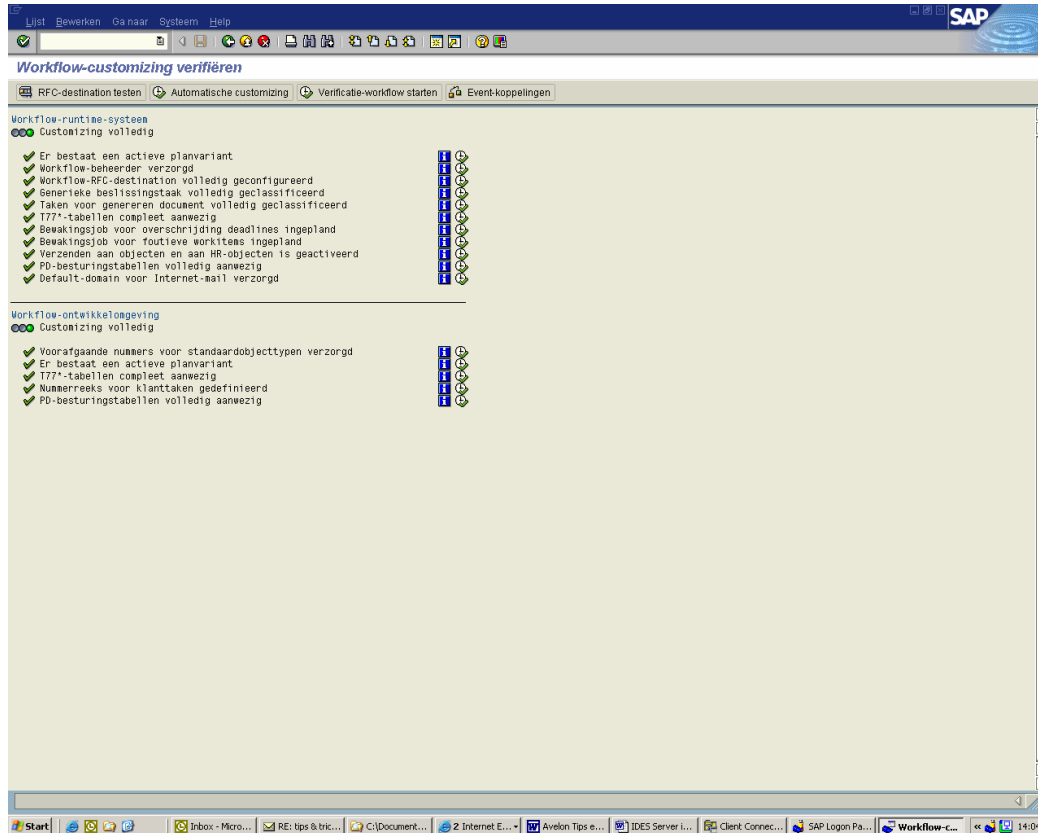 Lijst Bewerken Ga naar Systeem Help
SAP
Workflow-customizing verifiëren
RFC-destination testen Automatische customizing Verificatie-workflow starten Event-koppelingen
Workflow-runtime-systeem
Customizing volledig
Er bestaat een actieve planvariant
Workflow-beheerder verzorgd
Workflow-RFC-destination volledig geconfigureerd
Generieke beslissingstaak volledig geclassificeerd
Taken voor genereren document volledig geclassificeerd
T77*-tabellen compleet aanwezig
Bewakingsjob voor overschrijding deadlines ingepland
Bewakingsjob voor foutieve workitems ingepland
Verzenden aan objecten en aan HR-objecten is geactiveerd
PD-besturingstabellen volledig aanwezig
Default-domain voor Internet-mail verzorgd
Workflow-ontwikkelomgeving
Customizing volledig
Voorafgaande nummers voor standaardobjecttypen verzorgd
Er bestaat een actieve planvariant
T77*-tabellen compleet aanwezig
Nummerreeks voor klanttaken gedefinieerd
PD-besturingstabellen volledig aanwezig
Start Inbox - Micro... RE: tips & tric... C:\Document... 2 Internet E... Avelon Tips e... IDES Server i... Client Connec... SAP Logon Pa... Workflow-c... « 14:04